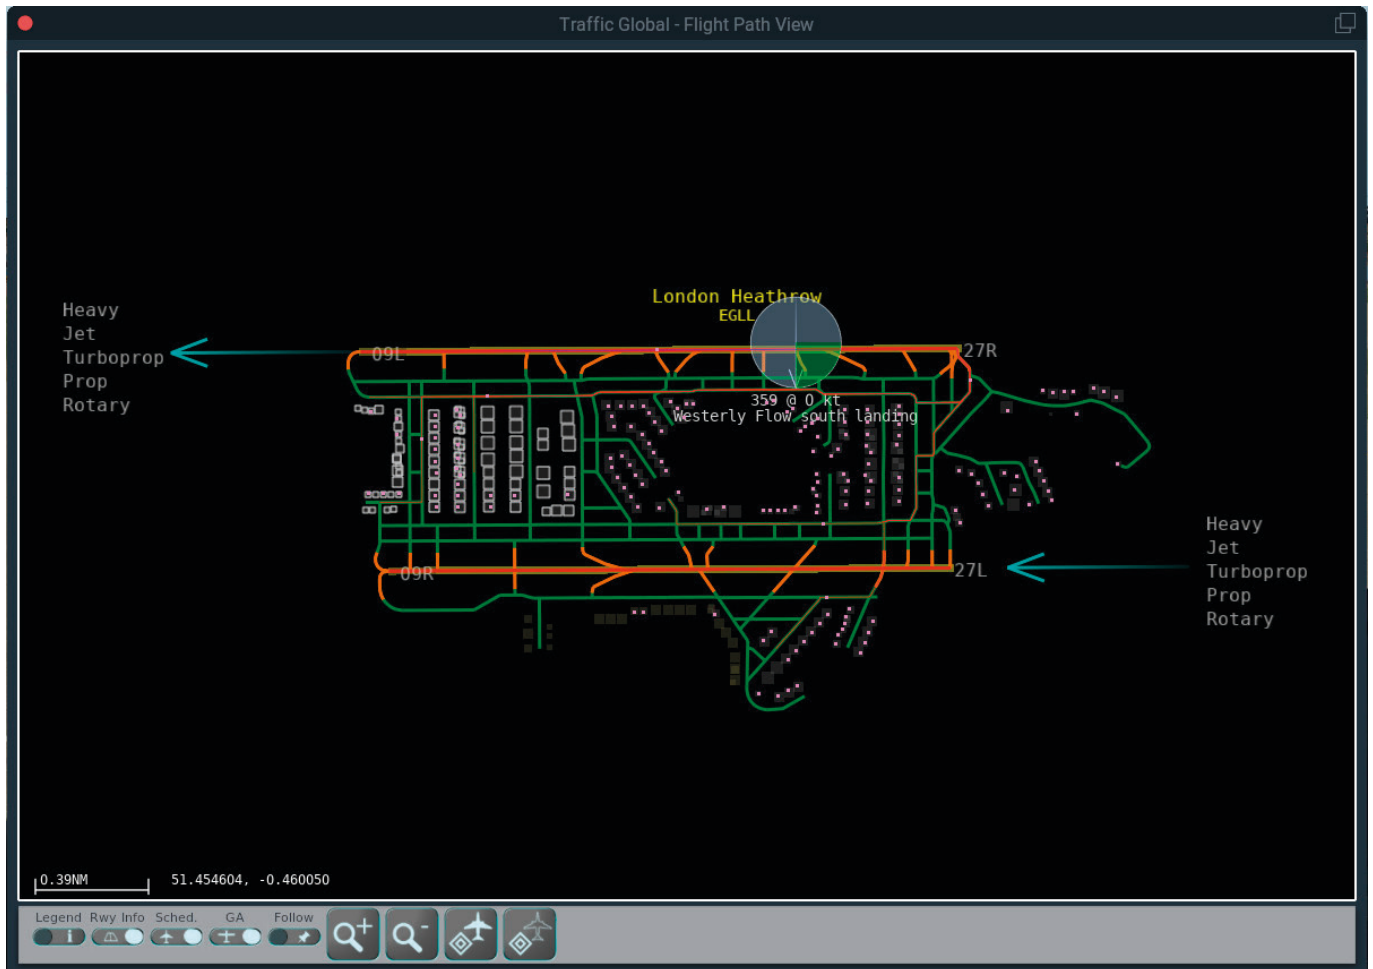 Traffic Global - Flight Path View
London Heathrow
EGLL
Heavy
Jet
Turboprop
Prop
Rotary
09L
27R
359 @ 0 kt
Westerly Flow south landing
Heavy
Jet
Turboprop
Prop
Rotary
09R
27L
0.39NM
51.454604, -0.460050
Legend
Rwy Info
Sched.
GA
Follow